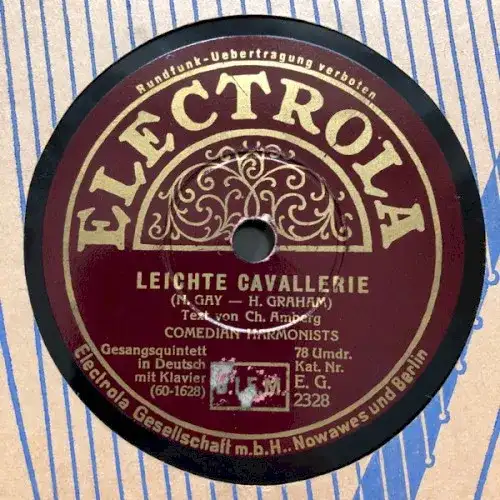 Rundfunk-Uebertragung verboten
ELECTROLA
LEICHTE CAVALLERIE
(N. GAY — H. GRAHAM)
Text von Ch. Amberg
COMEDIAN HARMONISTS
Gesangsquintett
in Deutsch
mit Klavier
(60-1628)
78 Umdr.
Kat. Nr.
E. G.
2328
Electrola Gesellschaft m.b.H., Nowawes und Berlin